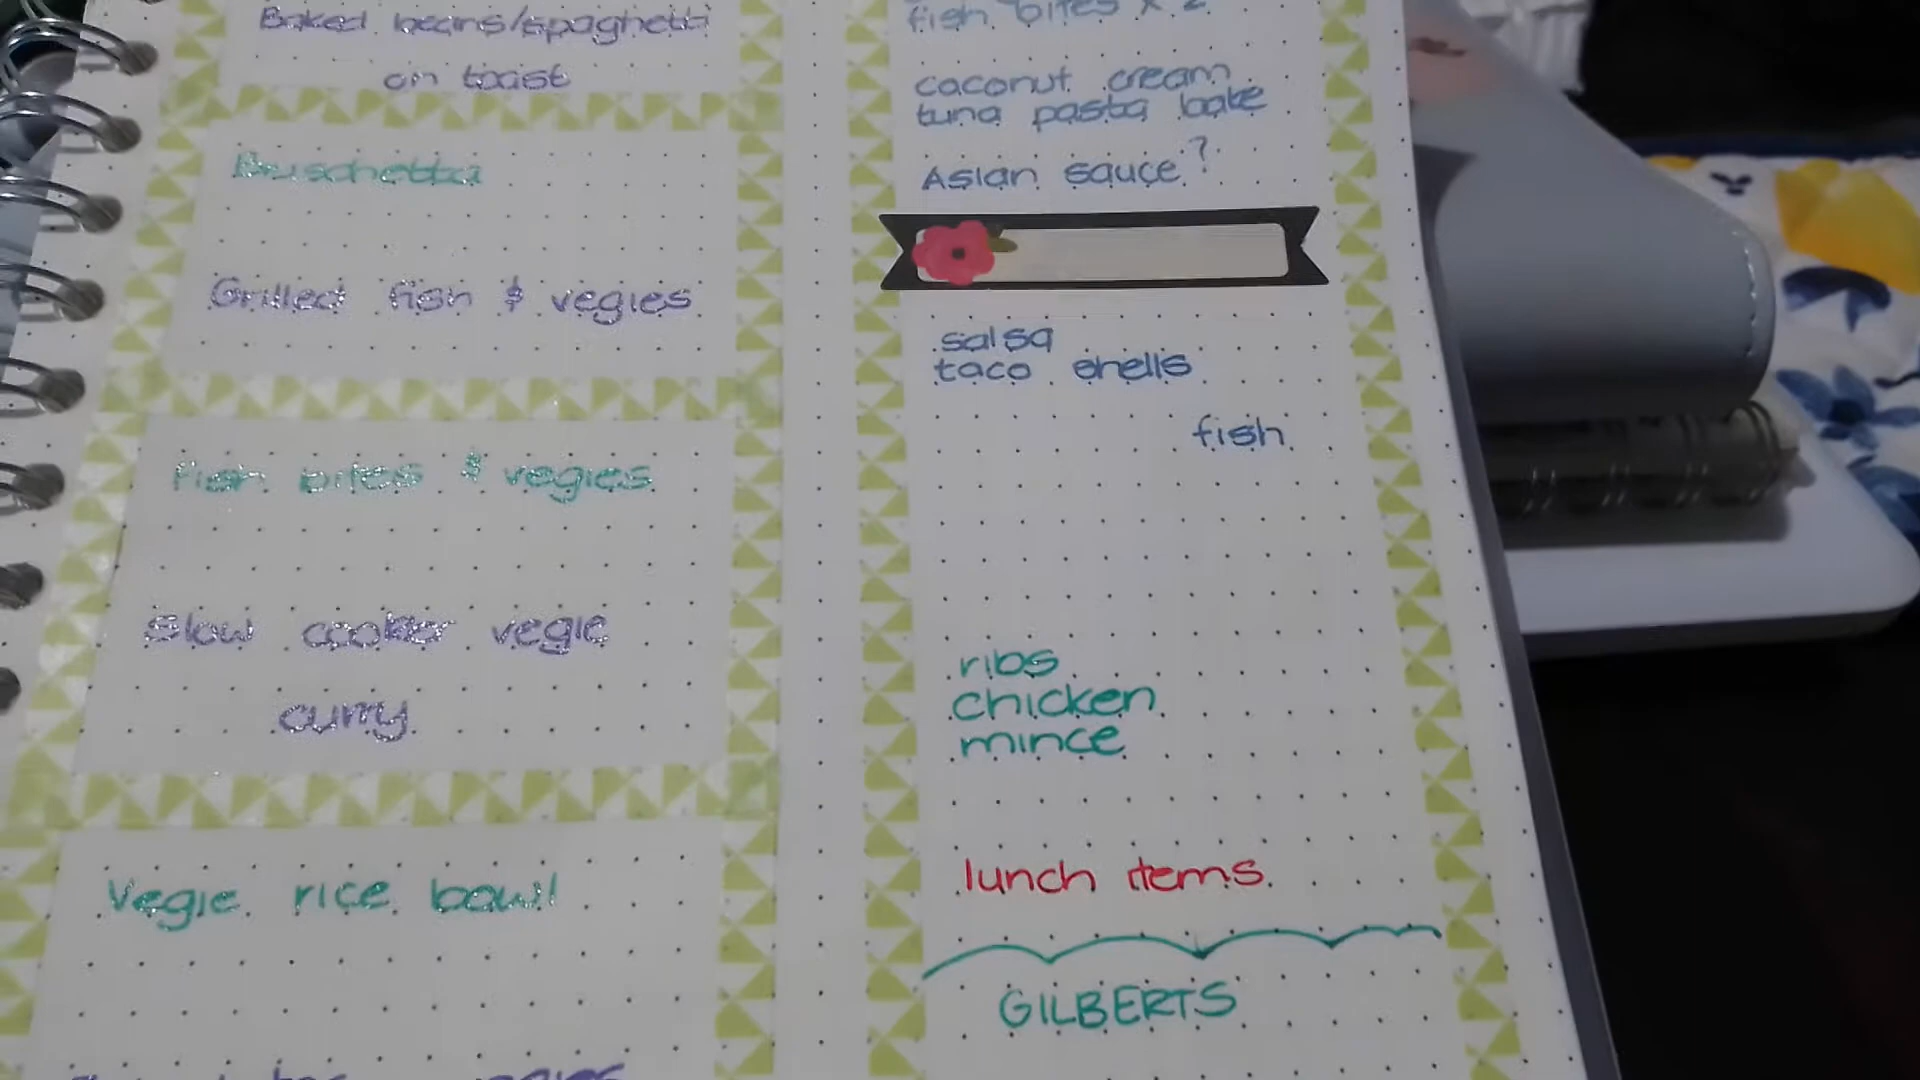 Baked beans/spaghetti
on toast
Bruschetta
Grilled fish & vegies
Fish bites & vegies
Slow cooker vegie
curry
Vegie rice bowl
fish bites x 2
coconut cream
tuna pasta bake
Asian sauce?
salsa
taco shells
fish
ribs
chicken
mince
lunch items
GILBERTS